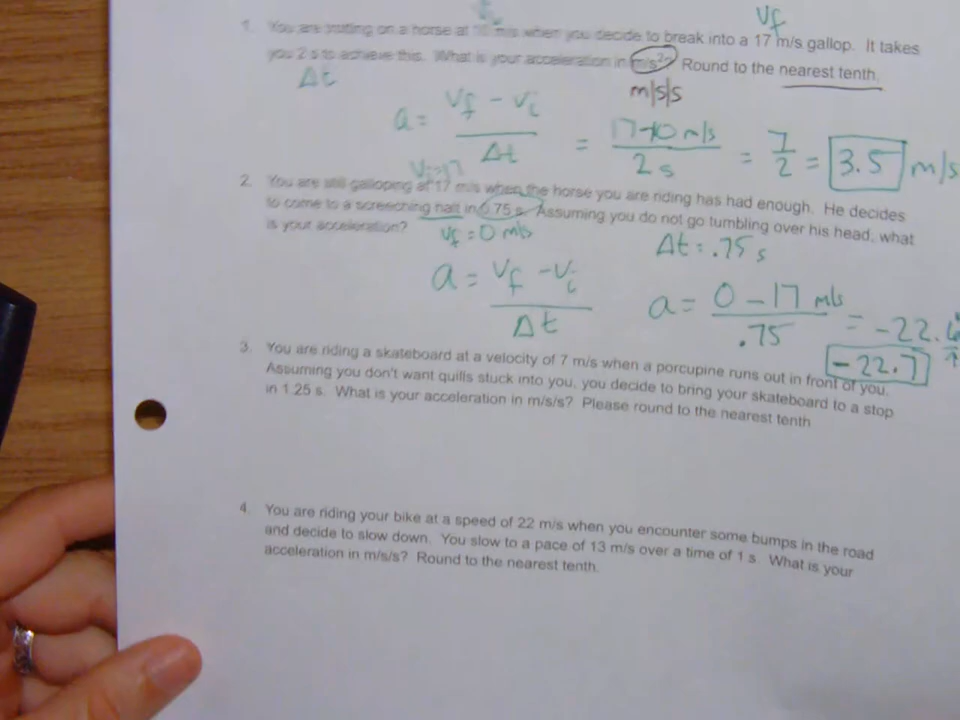 vf
1. You are trotting on a horse at 10 m/s when you decide to break into a 17 m/s gallop. It takes
you 2 s to achieve this. What is your acceleration in m/s²? Round to the nearest tenth.
Δt
m/s/s
a = vf - vi / Δt = 17-10 m/s / 2 s = 7/2 = 3.5 m/s
vi=17
2. You are still galloping at 17 m/s when the horse you are riding has had enough. He decides
to come to a screeching halt in 0.75 s. Assuming you do not go tumbling over his head, what
is your acceleration?
vf = 0 m/s
Δt = .75 s
a = vf - vi / Δt
a = 0 - 17 m/s / .75 = -22.6
-22.7
3. You are riding a skateboard at a velocity of 7 m/s when a porcupine runs out in front of you.
Assuming you don't want quills stuck into you, you decide to bring your skateboard to a stop
in 1.25 s. What is your acceleration in m/s/s? Please round to the nearest tenth
4. You are riding your bike at a speed of 22 m/s when you encounter some bumps in the road
and decide to slow down. You slow to a pace of 13 m/s over a time of 1 s. What is your
acceleration in m/s/s? Round to the nearest tenth.